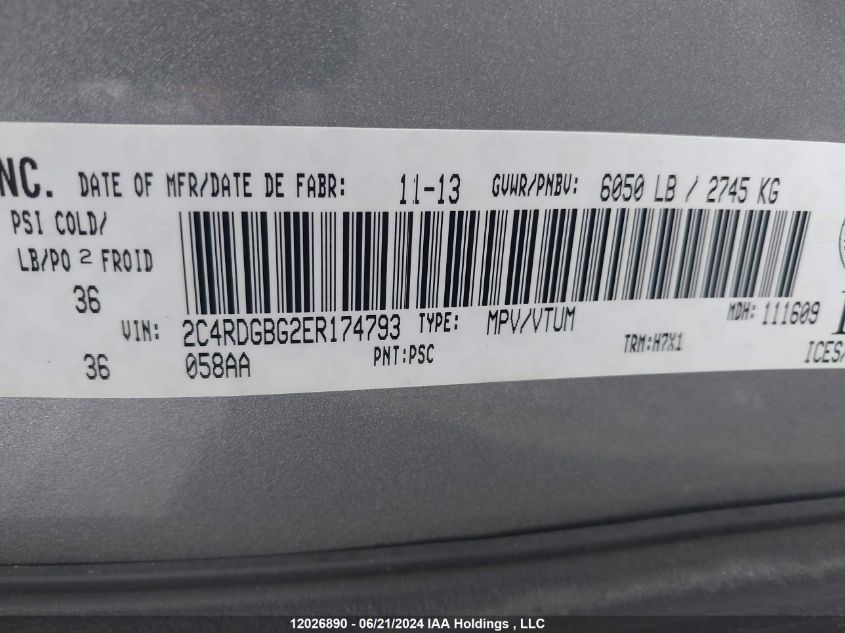 NC. DATE OF MFR/DATE DE FABR: 11-13 GVWR/PNBV: 6050 LB / 2745 KG
PSI COLD/
LB/PO 2 FROID
36
VIN: 2C4RDGBG2ER174793 TYPE: MPV/VTUM MDH: 111609
36 058AA PNT:PSC TRM:H7X1 ICES/
12026890 - 06/21/2024 IAA Holdings , LLC